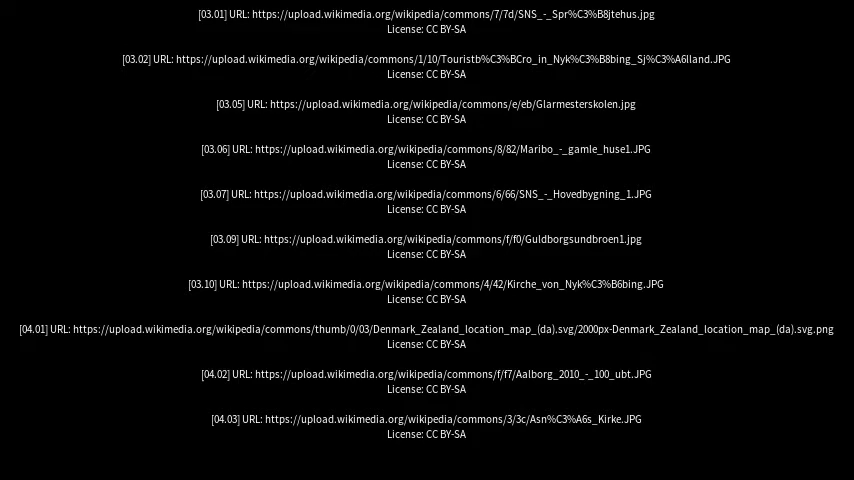 [03.01] URL: https://upload.wikimedia.org/wikipedia/commons/7/7d/SNS_-_Spr%C3%B8jtehus.jpg
License: CC BY-SA
[03.02] URL: https://upload.wikimedia.org/wikipedia/commons/1/10/Touristb%C3%BCro_in_Nyk%C3%B8bing_Sj%C3%A6lland.JPG
License: CC BY-SA
[03.05] URL: https://upload.wikimedia.org/wikipedia/commons/e/eb/Glarmesterskolen.jpg
License: CC BY-SA
[03.06] URL: https://upload.wikimedia.org/wikipedia/commons/8/82/Maribo_-_gamle_huse1.JPG
License: CC BY-SA
[03.07] URL: https://upload.wikimedia.org/wikipedia/commons/6/66/SNS_-_Hovedbygning_1.JPG
License: CC BY-SA
[03.09] URL: https://upload.wikimedia.org/wikipedia/commons/f/f0/Guldborgsundbroen1.jpg
License: CC BY-SA
[03.10] URL: https://upload.wikimedia.org/wikipedia/commons/4/42/Kirche_von_Nyk%C3%B6bing.JPG
License: CC BY-SA
[04.01] URL: https://upload.wikimedia.org/wikipedia/commons/thumb/0/03/Denmark_Zealand_location_map_(da).svg/2000px-Denmark_Zealand_location_map_(da).svg.png
License: CC BY-SA
[04.02] URL: https://upload.wikimedia.org/wikipedia/commons/f/f7/Aalborg_2010_-_100_ubt.JPG
License: CC BY-SA
[04.03] URL: https://upload.wikimedia.org/wikipedia/commons/3/3c/Asn%C3%A6s_Kirke.JPG
License: CC BY-SA